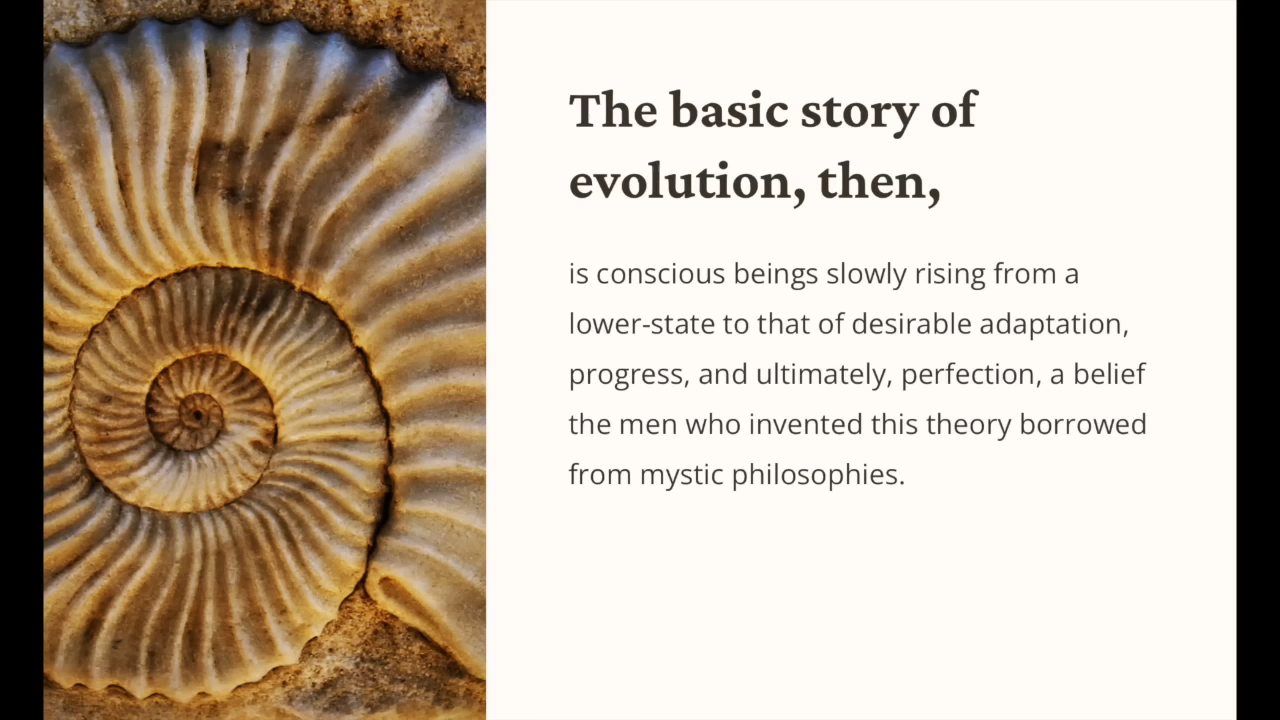 The basic story of
evolution, then,
is conscious beings slowly rising from a
lower-state to that of desirable adaptation,
progress, and ultimately, perfection, a belief
the men who invented this theory borrowed
from mystic philosophies.